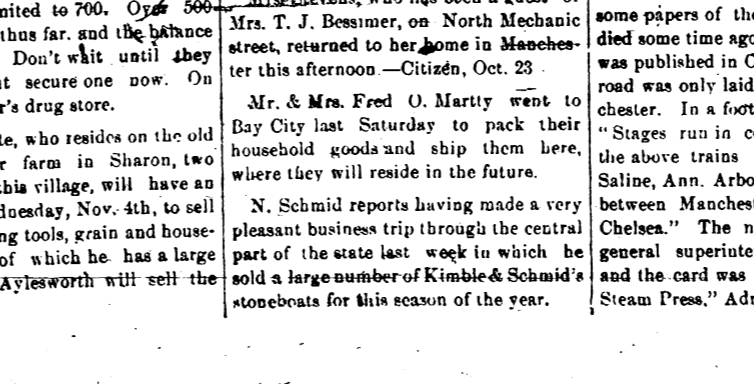 nited to 700. Over 500
thus far. and the balance
Don't wait until they
secure one now. On
r's drug store.
te, who resides on the old
r farm in Sharon, two
this village, will have an
dnesday, Nov. 4th, to sell
ng tools, grain and house-
of which he has a large
Aylesworth will sell the
Mrs. T. J. Bessimer, on North Mechanic
street, returned to her home in Manches-
ter this afternoon.—Citizen, Oct. 23
Mr. & Mrs. Fred O. Martty went to
Bay City last Saturday to pack their
household goods and ship them here,
where they will reside in the future.
N. Schmid reports having made a very
pleasant business trip through the central
part of the state last week in which he
sold a large number of Kimble & Schmid's
stoneboats for this season of the year.
some papers of the
died some time ago
was published in C
road was only laid
chester. In a foot
"Stages run in c
the above trains
Saline, Ann. Arbo
between Manchest
Chelsea." The n
general superinte
and the card was
Steam Press," Adr